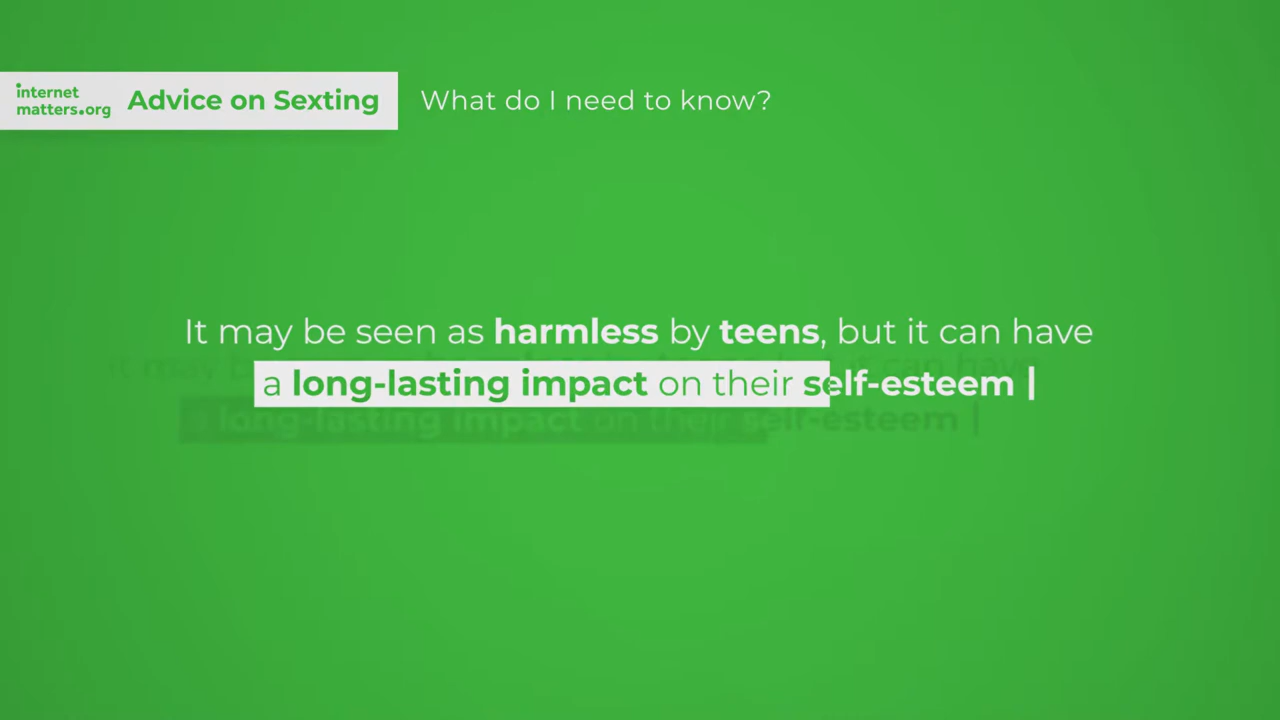 internet
matters.org
Advice on Sexting
What do I need to know?
It may be seen as harmless by teens, but it can have
a long-lasting impact on their self-esteem |